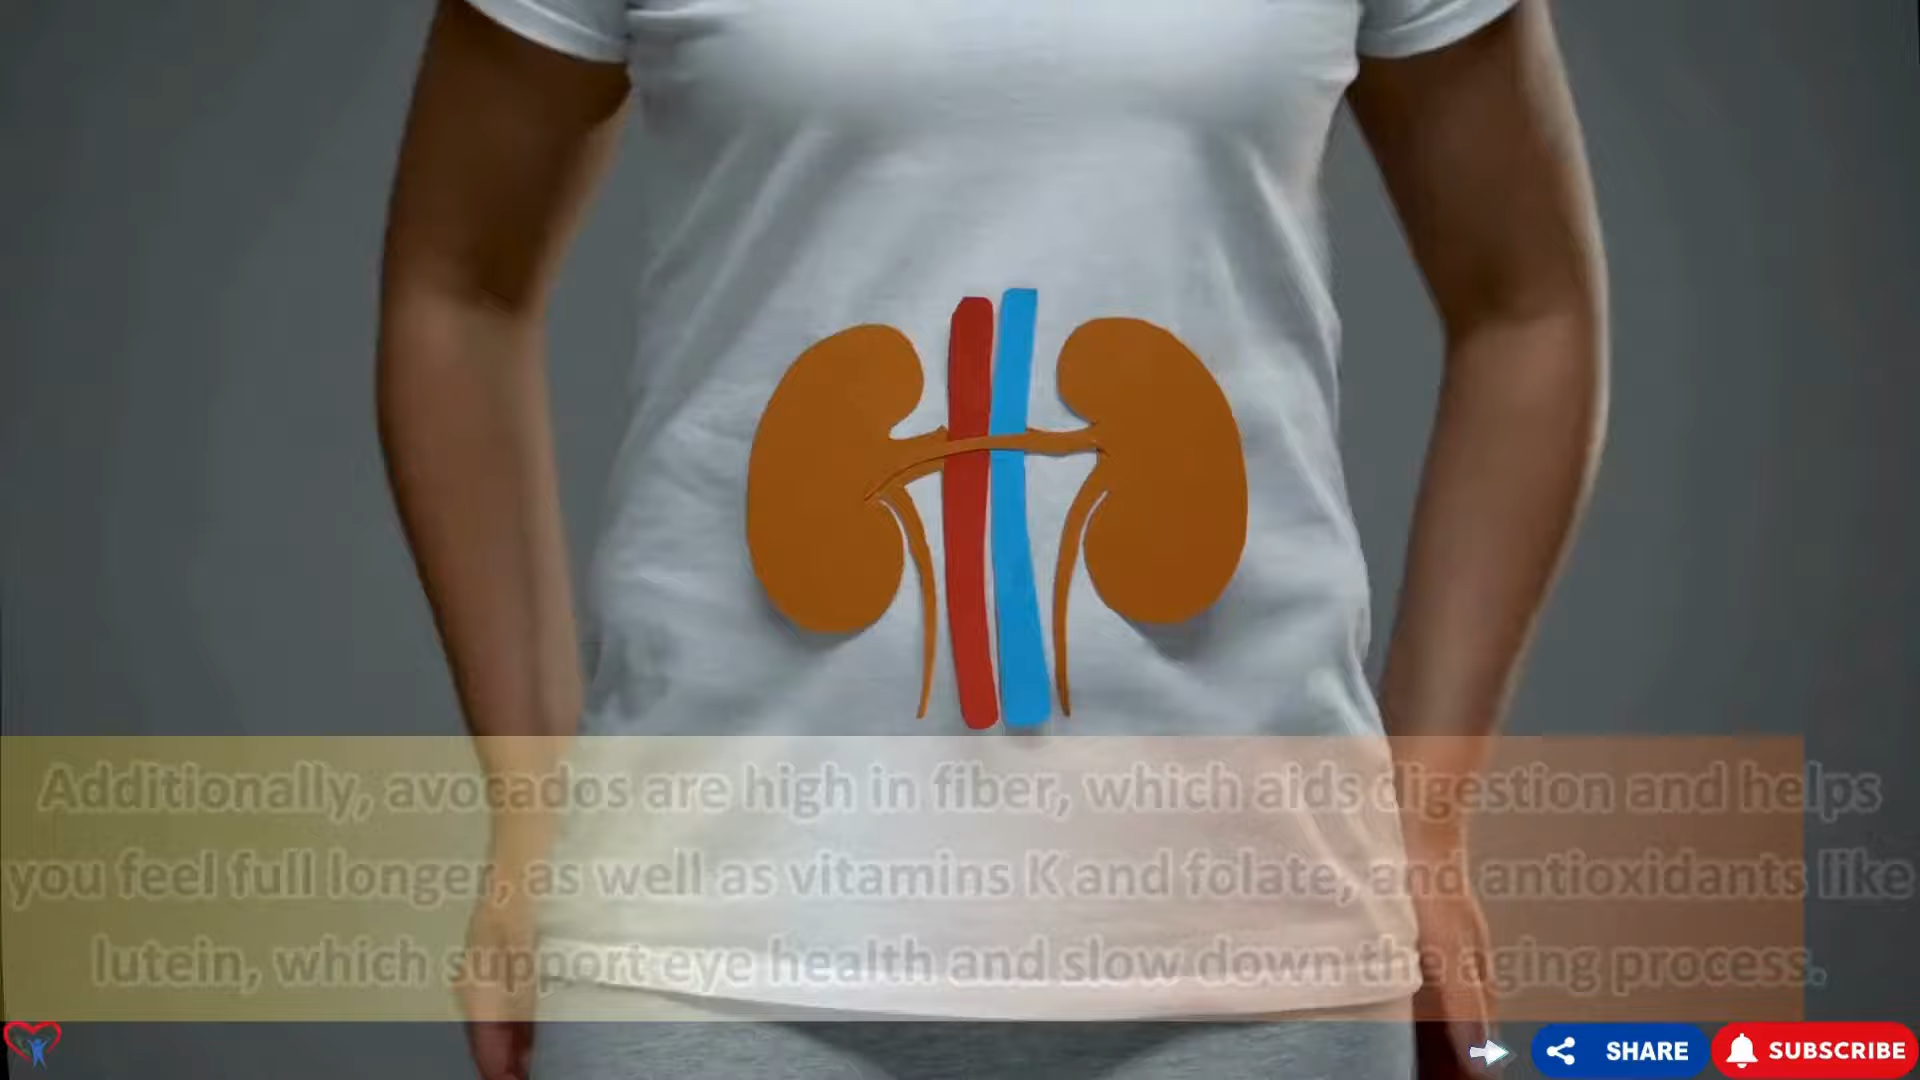 Additionally, avocados are high in fiber, which aids digestion and helps
you feel full longer, as well as vitamins K and folate, and antioxidants like
lutein, which support eye health and slow down the aging process.
SHARE
SUBSCRIBE